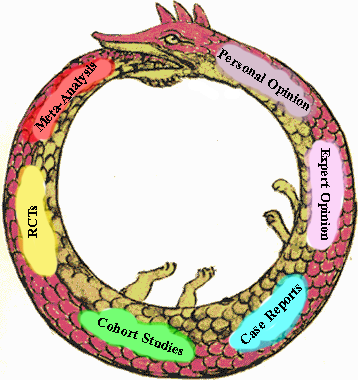 Personal Opinion
Expert Opinion
Case Reports
Cohort Studies
RCTs
Meta-Analysis